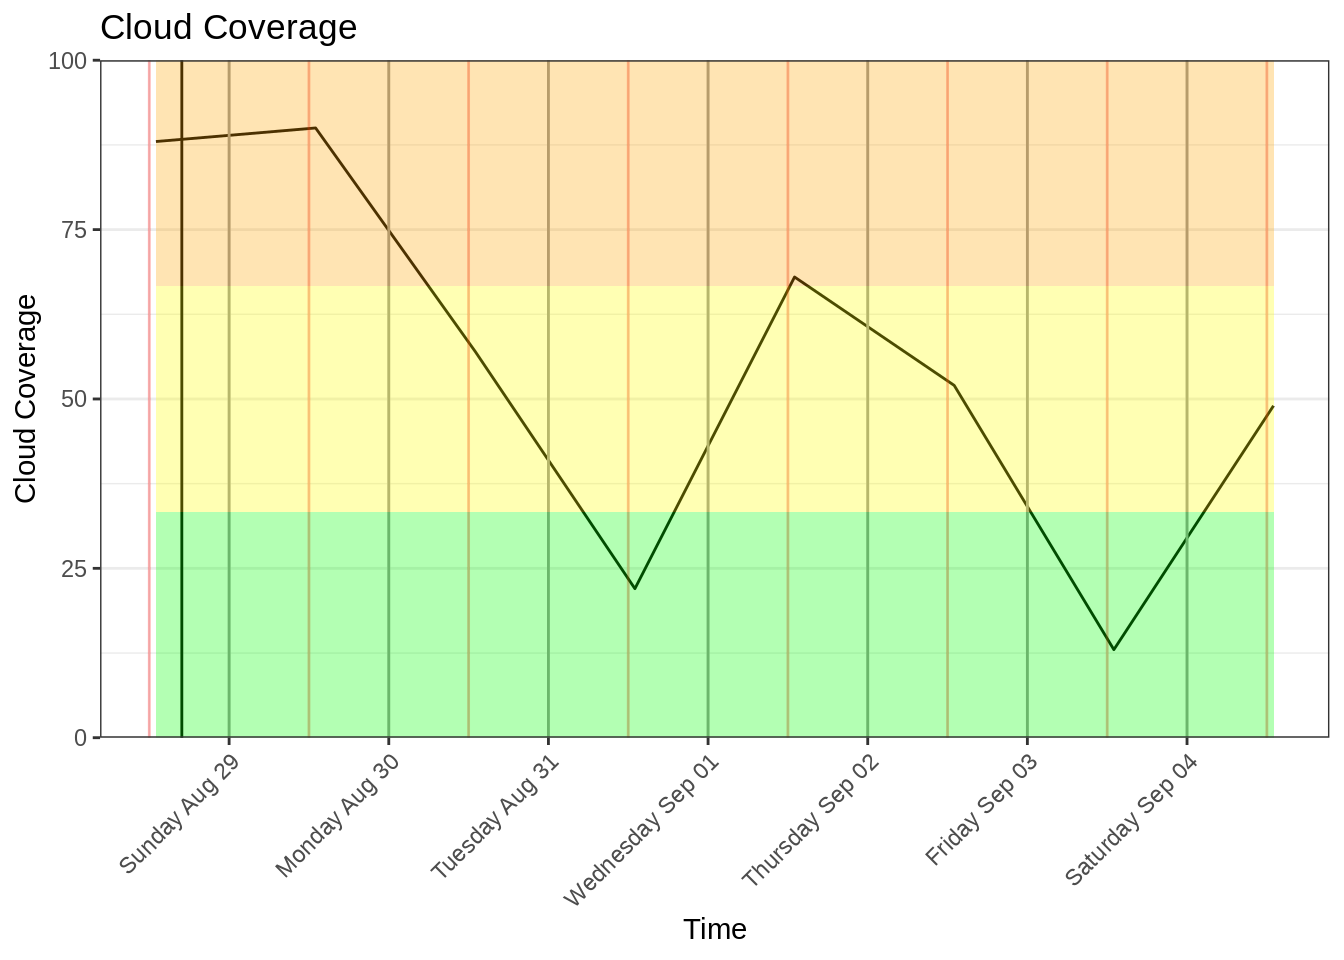 Cloud Coverage
Cloud Coverage
100
75
50
25
0
Sunday Aug 29
Monday Aug 30
Tuesday Aug 31
Wednesday Sep 01
Thursday Sep 02
Friday Sep 03
Saturday Sep 04
Time